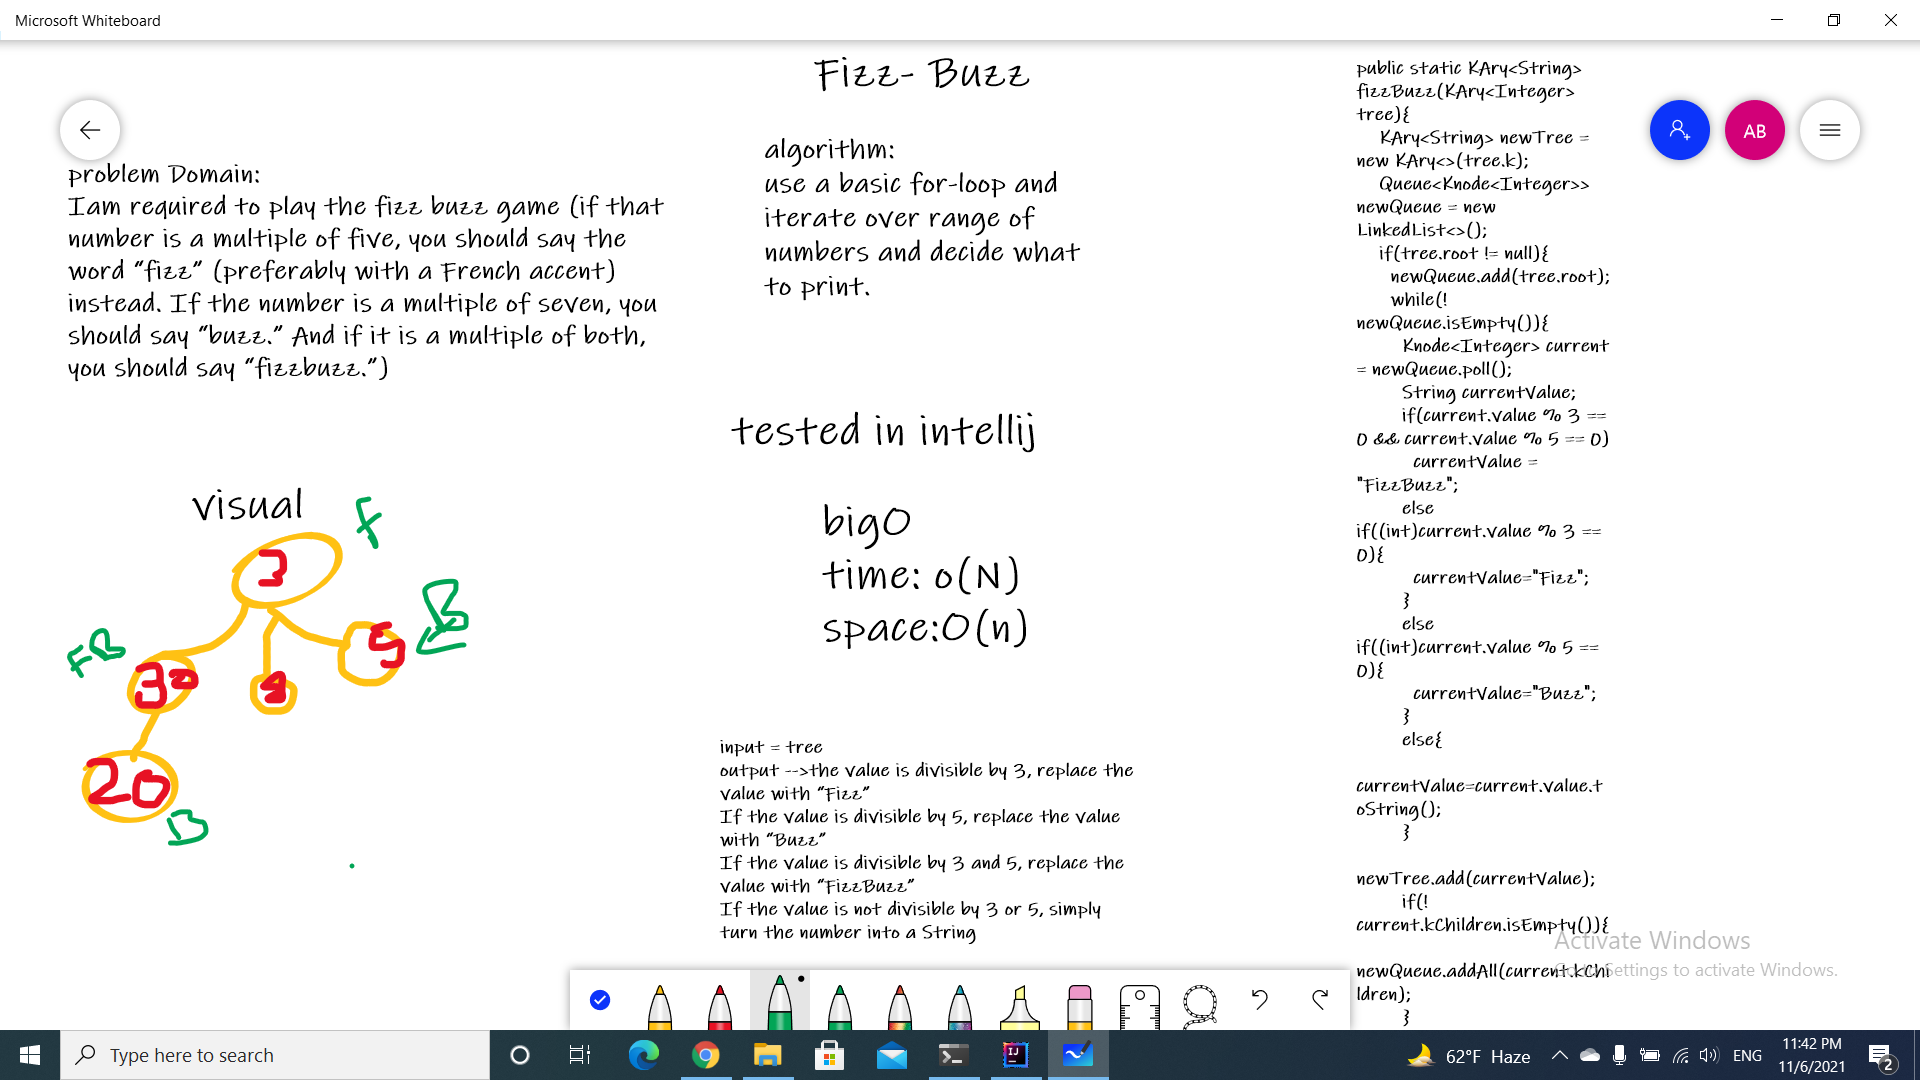 Microsoft Whiteboard
Fizz- Buzz
problem Domain:
Iam required to play the fizz buzz game (if that
number is a multiple of five, you should say the
word “fizz” (preferably with a French accent)
instead. If the number is a multiple of seven, you
should say “buzz.” And if it is a multiple of both,
you should say “fizzbuzz.”)
algorithm:
use a basic for-loop and
iterate over range of
numbers and decide what
to print.
tested in intellij
bigO
time: o(N)
space:O(n)
visual
F
3
B
FB
30
5
20
B
input = tree
output -->the value is divisible by 3, replace the
value with “Fizz”
If the value is divisible by 5, replace the value
with “Buzz”
If the value is divisible by 3 and 5, replace the
value with “FizzBuzz”
If the value is not divisible by 3 or 5, simply
turn the number into a String
public static KAry<String>
fizzBuzz(KAry<Integer>
tree){
KAry<String> newTree =
new KAry<>(tree.k);
Queue<Knode<Integer>>
newQueue = new
LinkedList<>();
if(tree.root != null){
newQueue.add(tree.root);
while(!
newQueue.isEmpty()){
Knode<Integer> current
= newQueue.poll();
String currentValue;
if(current.value % 3 ==
0 && current.value % 5 == 0)
currentValue =
"FizzBuzz";
else
if((int)current.value % 3 ==
0){
currentValue="Fizz";
}
else
if((int)current.value % 5 ==
0){
currentValue="Buzz";
}
else{
currentValue=current.value.t
oString();
}
newTree.add(currentValue);
if(!
current.kChildren.isEmpty()){
newQueue.addAll(current.kChi
ldren);
}
AB
Activate Windows
Go to Settings to activate Windows.
Type here to search
62°F Haze
ENG
11:42 PM
11/6/2021
2